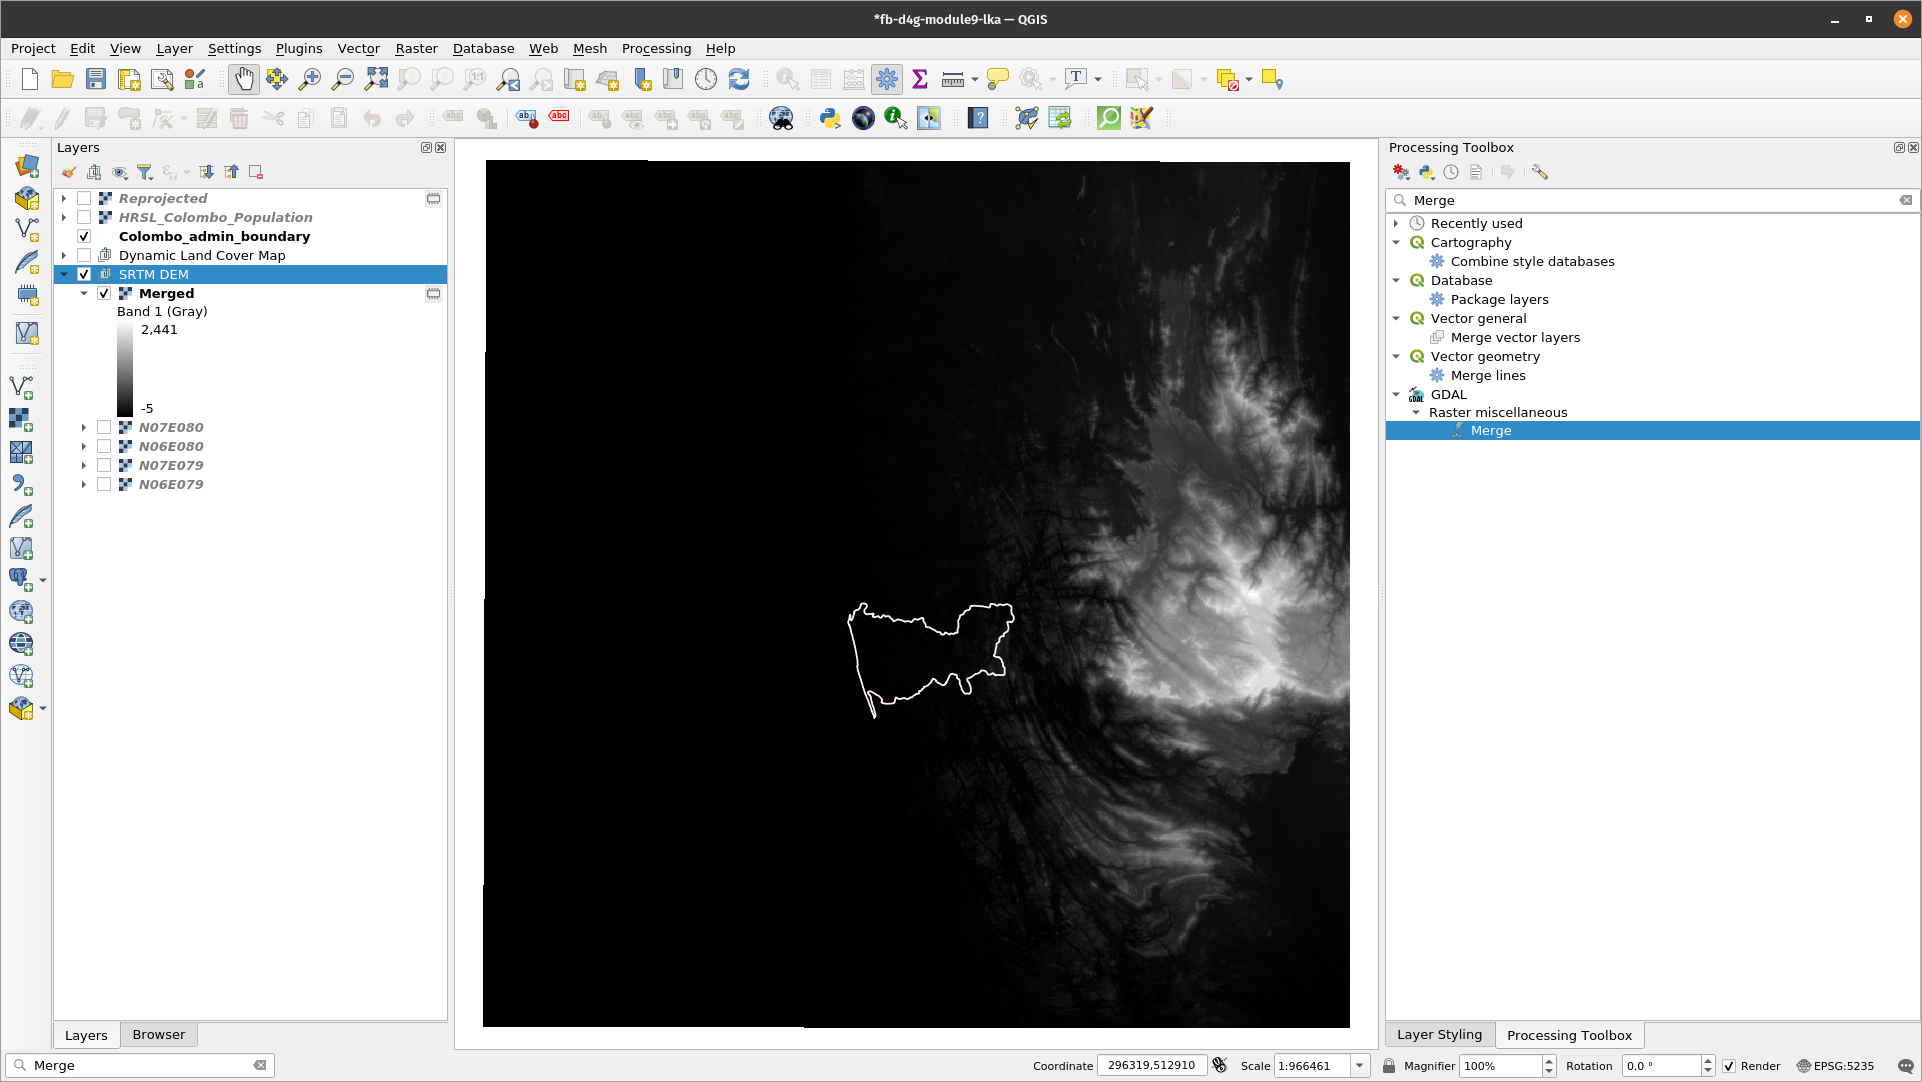 *fb-d4g-module9-lka — QGIS
Project Edit View Layer Settings Plugins Vector Raster Database Web Mesh Processing Help
Layers
Reprojected
HRSL_Colombo_Population
Colombo_admin_boundary
Dynamic Land Cover Map
SRTM DEM
Merged
Band 1 (Gray)
2,441
-5
N07E080
N06E080
N07E079
N06E079
Layers Browser
Merge
Processing Toolbox
Merge
Recently used
Cartography
Combine style databases
Database
Package layers
Vector general
Merge vector layers
Vector geometry
Merge lines
GDAL
Raster miscellaneous
Merge
Layer Styling Processing Toolbox
Coordinate 296319,512910 Scale 1:966461 Magnifier 100% Rotation 0.0 ° Render EPSG:5235